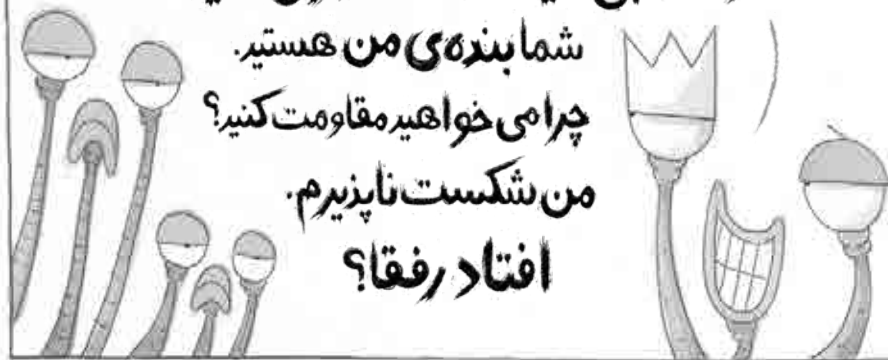 شما بنده‌ی من هستید.
چرا می‌خواهید مقاومت کنید؟
من شکست‌ناپذیرم.
افتاد رفقا؟